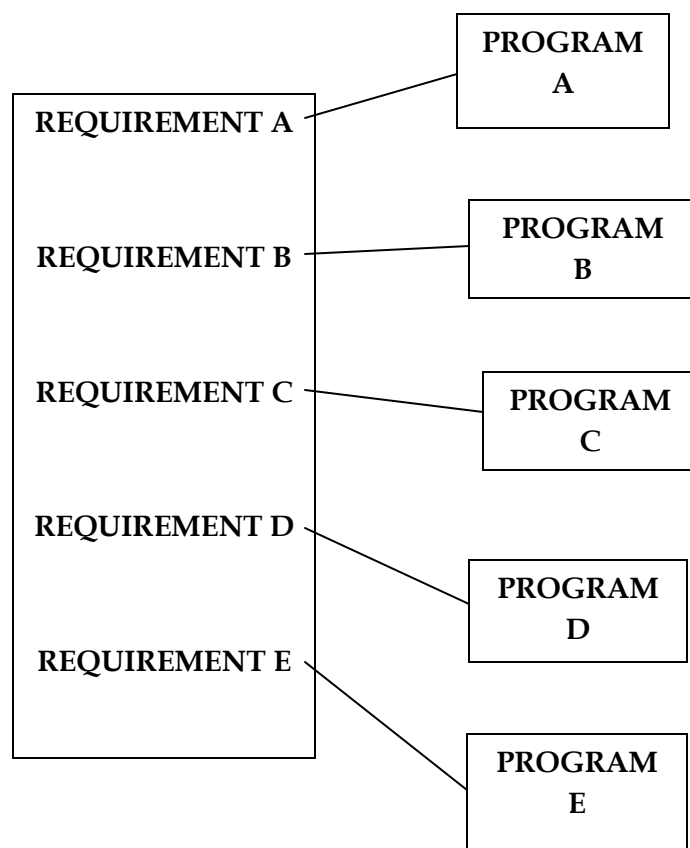 PROGRAM
A
REQUIREMENT A
PROGRAM
B
REQUIREMENT B
REQUIREMENT C
PROGRAM
C
REQUIREMENT D
PROGRAM
D
REQUIREMENT E
PROGRAM
E